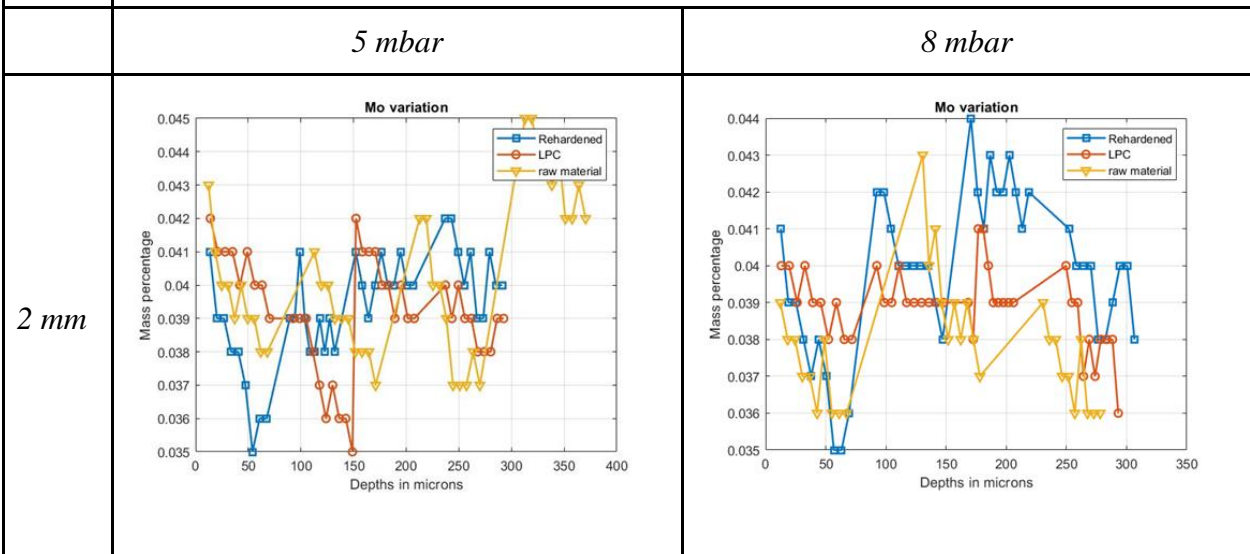 5 mbar
8 mbar
2 mm
Mo variation
0.045
0.044
0.043
0.042
0.041
0.04
0.039
0.038
0.037
0.036
0.035
Mass percentage
Rehardened
LPC
raw material
0 50 100 150 200 250 300 350 400
Depths in microns
Mo variation
0.044
0.043
0.042
0.041
0.04
0.039
0.038
0.037
0.036
0.035
Mass percentage
Rehardened
LPC
raw material
0 50 100 150 200 250 300 350
Depths in microns